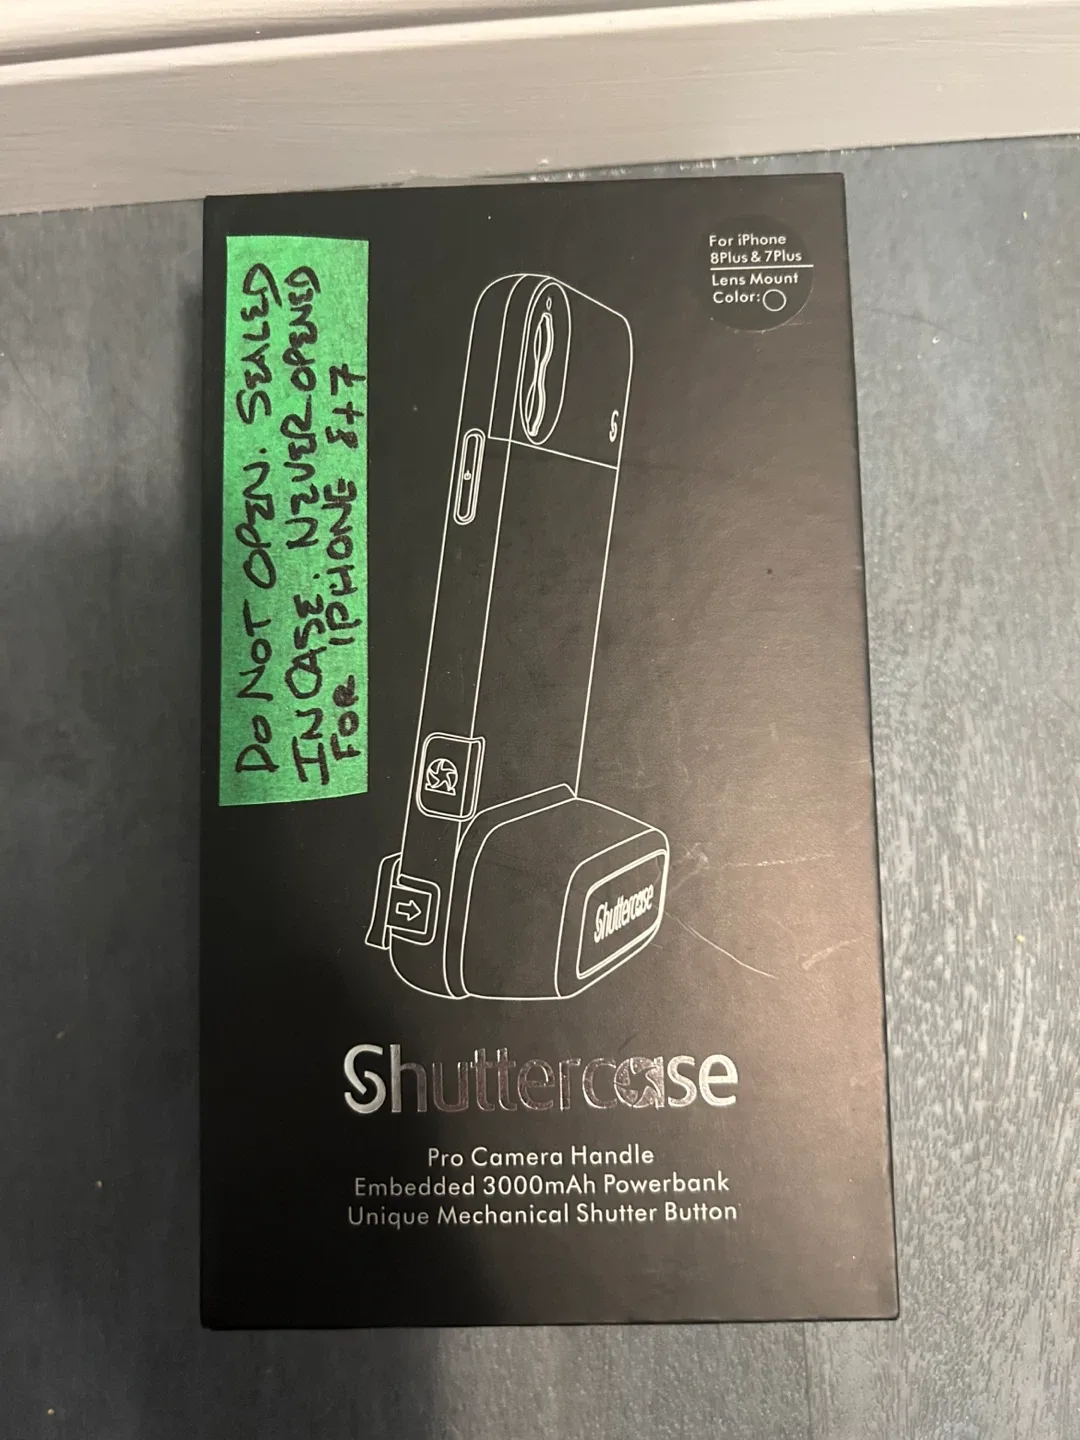 DO NOT OPEN. SEALED
IN CASE. NEVER OPENED
FOR IPHONE 8+7
For iPhone
8Plus & 7Plus
Lens Mount
Color:
Shuttercase
Shuttercase
Pro Camera Handle
Embedded 3000mAh Powerbank
Unique Mechanical Shutter Button